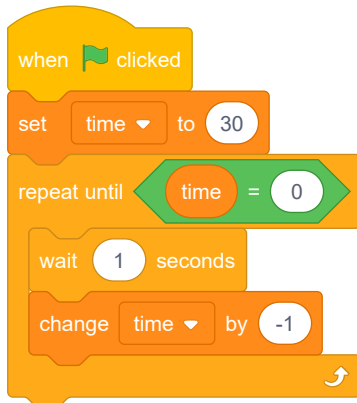 when clicked
set time to 30
repeat until time = 0
wait 1 seconds
change time by -1